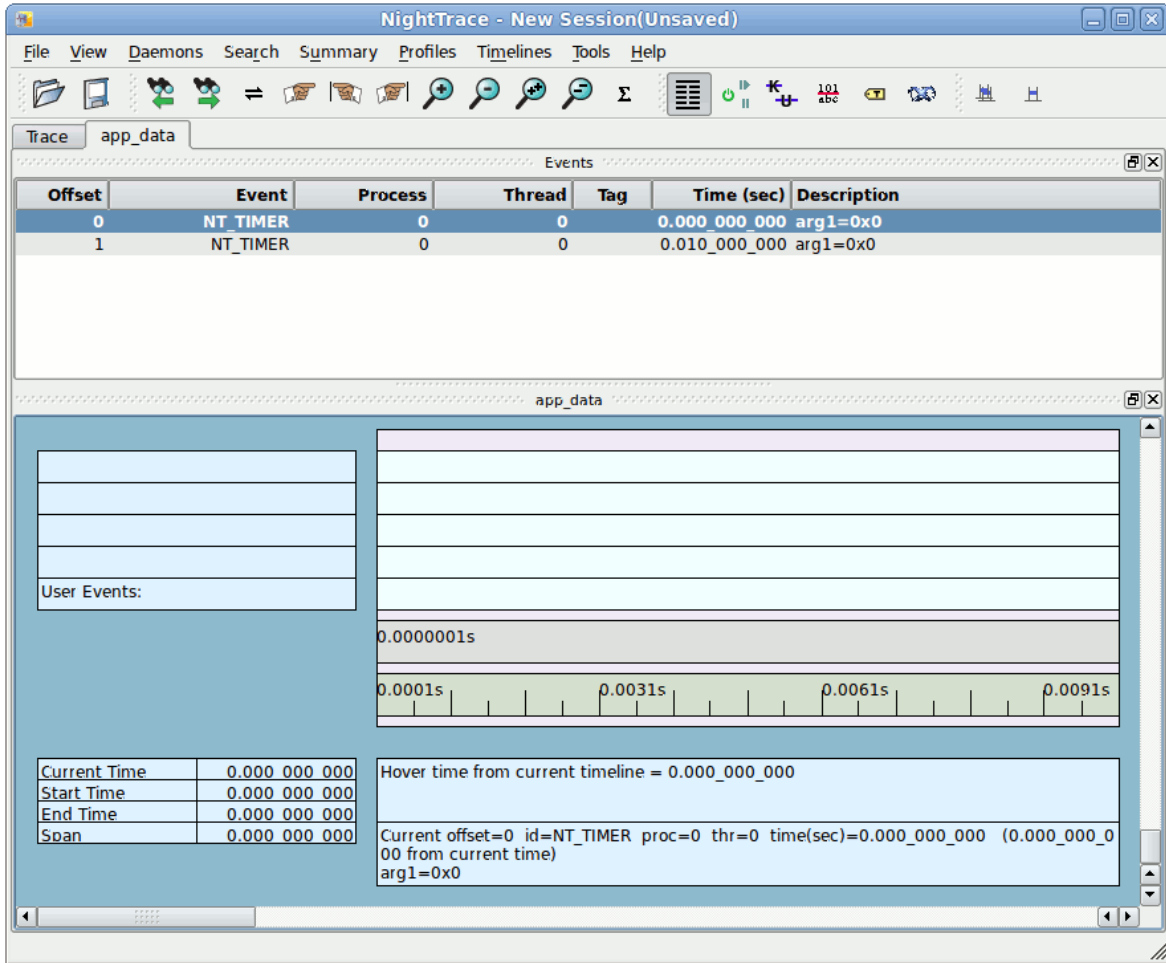 NightTrace - New Session(Unsaved)
File View Daemons Search Summary Profiles Timelines Tools Help
Σ 101 abc T
Trace app_data
Events
Offset Event Process Thread Tag Time (sec) Description
0 NT_TIMER 0 0 0.000_000_000 arg1=0x0
1 NT_TIMER 0 0 0.010_000_000 arg1=0x0
app_data
User Events:
0.0000001s
0.0001s 0.0031s 0.0061s 0.0091s
Current Time 0.000_000_000
Start Time 0.000_000_000
End Time 0.000_000_000
Span 0.000_000_000
Hover time from current timeline = 0.000_000_000
Current offset=0 id=NT_TIMER proc=0 thr=0 time(sec)=0.000_000_000 (0.000_000_0
00 from current time)
arg1=0x0